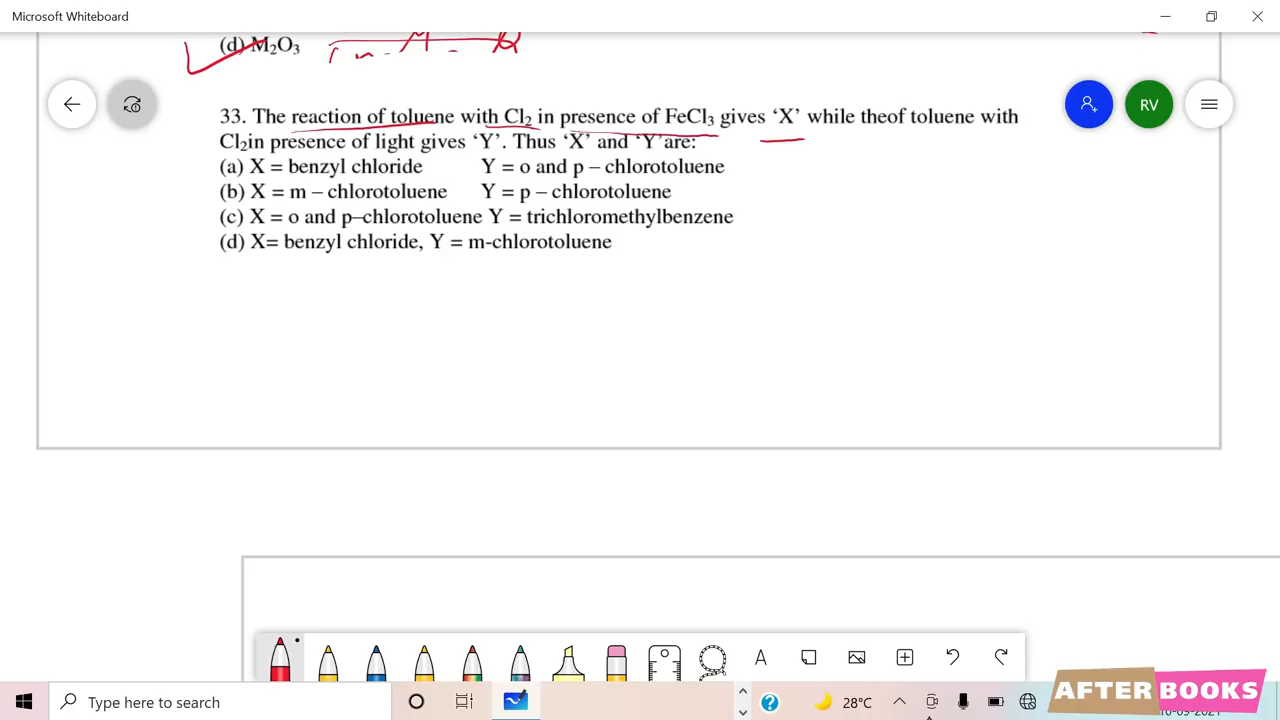 Microsoft Whiteboard
(d) M₂O₃
RV
33. The reaction of toluene with Cl₂ in presence of FeCl₃ gives ‘X’ while theof toluene with
Cl₂in presence of light gives ‘Y’. Thus ‘X’ and ‘Y’are:
(a) X = benzyl chloride Y = o and p – chlorotoluene
(b) X = m – chlorotoluene Y = p – chlorotoluene
(c) X = o and p–chlorotoluene Y = trichloromethylbenzene
(d) X= benzyl chloride, Y = m-chlorotoluene
A
Type here to search
28°C
AFTER BOOKS